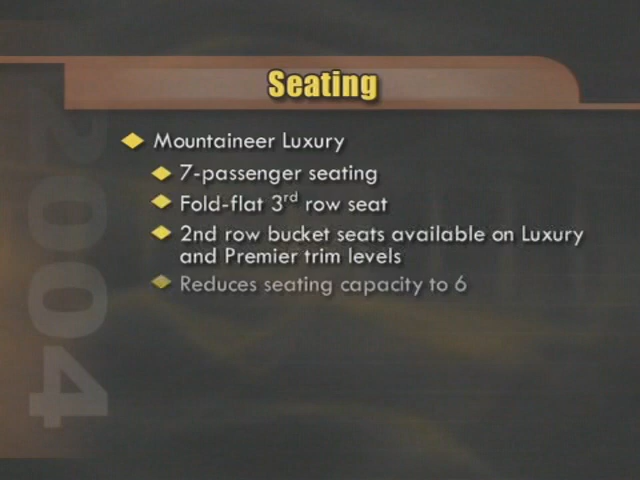 Seating
Mountaineer Luxury
7-passenger seating
Fold-flat 3rd row seat
2nd row bucket seats available on Luxury
and Premier trim levels
Reduces seating capacity to 6
2004